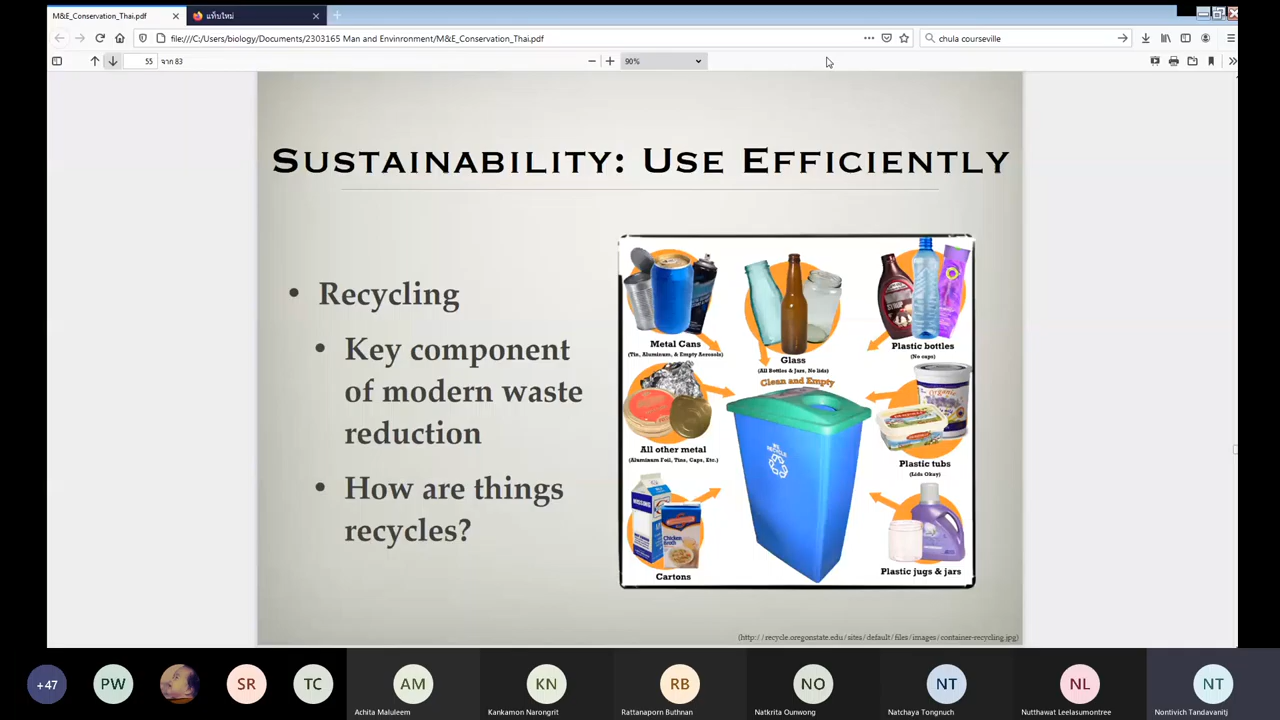 M&E_Conservation_Thai.pdf
แท็บใหม่
file:///C:/Users/biology/Documents/2303165 Man and Envinronment/M&E_Conservation_Thai.pdf
chula courseville
55
จาก 83
90%
SUSTAINABILITY: USE EFFICIENTLY
• Recycling
• Key component
of modern waste
reduction
• How are things
recycles?
Metal Cans
(Tin, Aluminum, & Empty Aerosols)
Glass
(All Bottles & Jars, No lids)
Plastic bottles
(No caps)
Clean and Empty
All other metal
(Aluminum Foil, Tins, Caps, Etc.)
Plastic tubs
(Lids Okay)
Cartons
Plastic jugs & jars
(http://recycle.oregonstate.edu/sites/default/files/images/container-recycling.jpg)
+47
PW
SR
TC
AM
KN
RB
NO
NT
NL
NT
Achita Maluleem
Kankamon Narongrit
Rattanaporn Buthnan
Natkrita Ounwong
Natchaya Tongnuch
Nutthawat Leelasumontree
Nontivich Tandavanitj